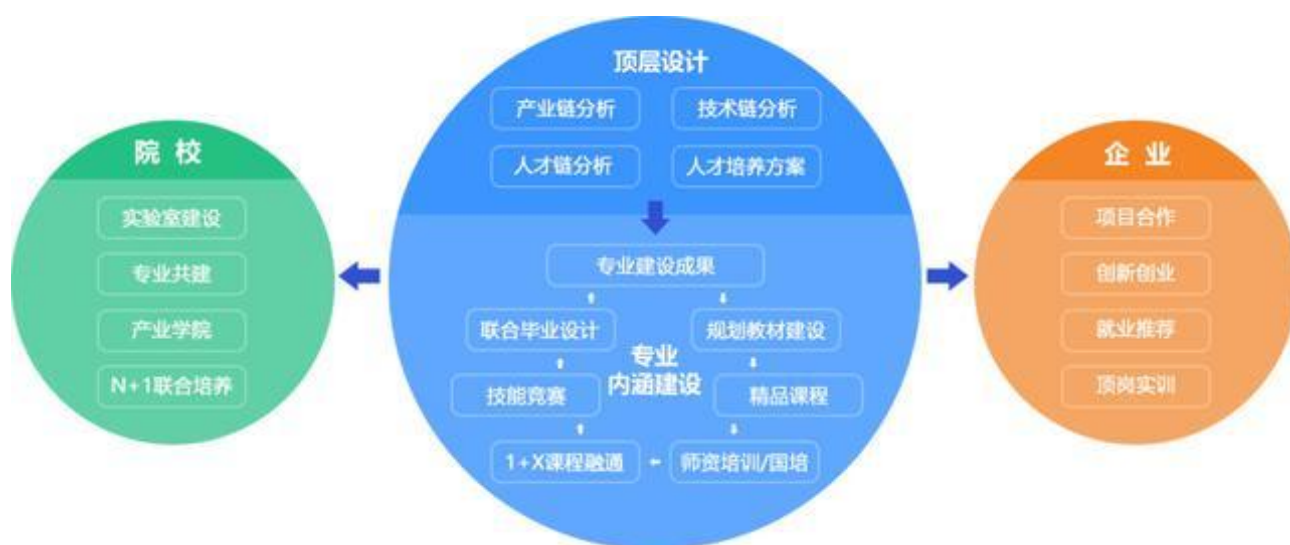 顶层设计
产业链分析 技术链分析
人才链分析 人才培养方案
院校
实验室建设
专业共建
产业学院
N+1联合培养
专业建设成果
联合毕业设计 规划教材建设
专业
内涵建设
技能竞赛 精品课程
1+X课程融通 师资培训/国培
企业
项目合作
创新创业
就业推荐
顶岗实训